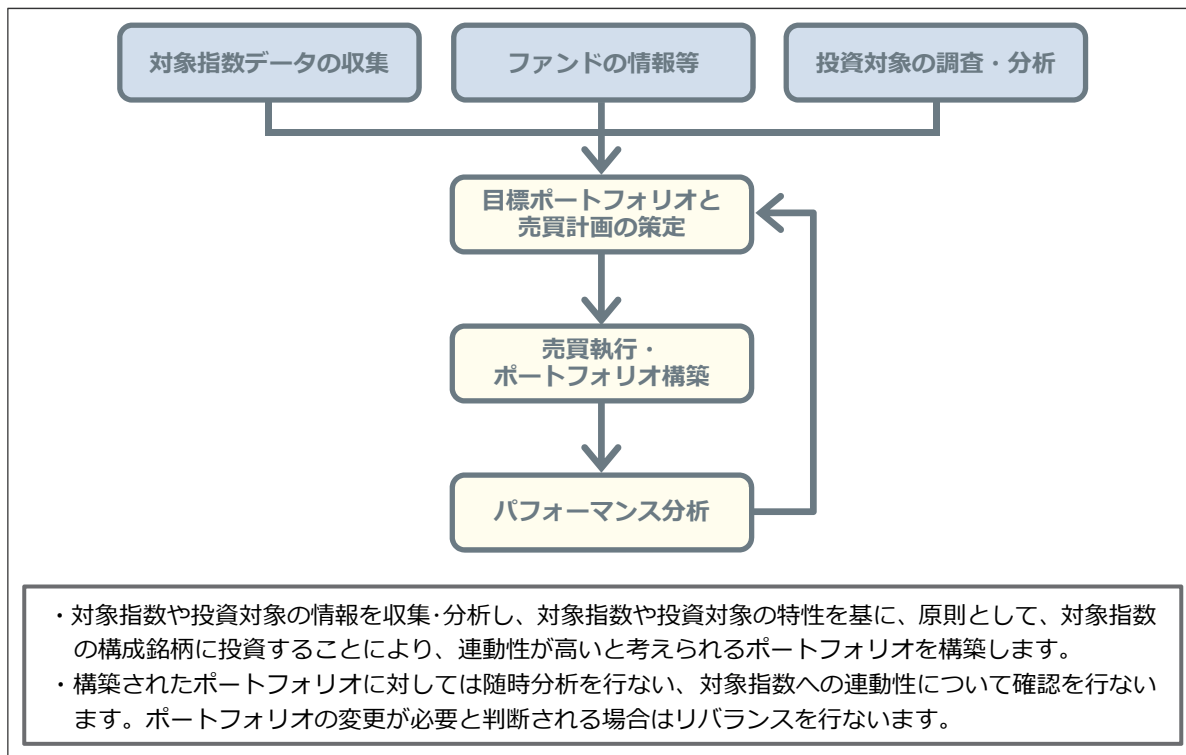 対象指数データの収集
ファンドの情報等
投資対象の調査・分析
目標ポートフォリオと
売買計画の策定
売買執行・
ポートフォリオ構築
パフォーマンス分析
・対象指数や投資対象の情報を収集･分析し、対象指数や投資対象の特性を基に、原則として、対象指数
の構成銘柄に投資することにより、連動性が高いと考えられるポートフォリオを構築します。
・構築されたポートフォリオに対しては随時分析を行ない、対象指数への連動性について確認を行ない
ます。ポートフォリオの変更が必要と判断される場合はリバランスを行ないます。